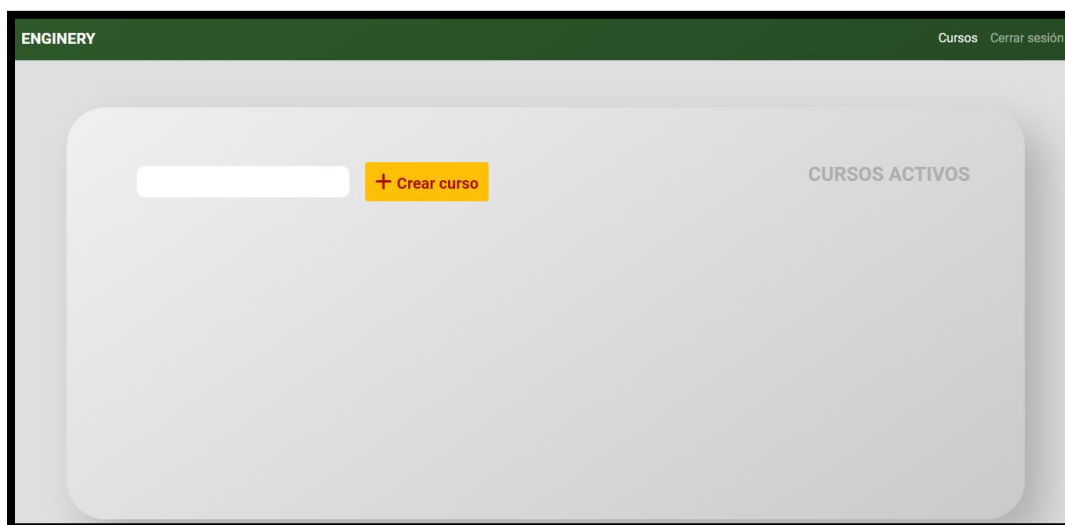 ENGINERY
Cursos Cerrar sesión
+ Crear curso
CURSOS ACTIVOS